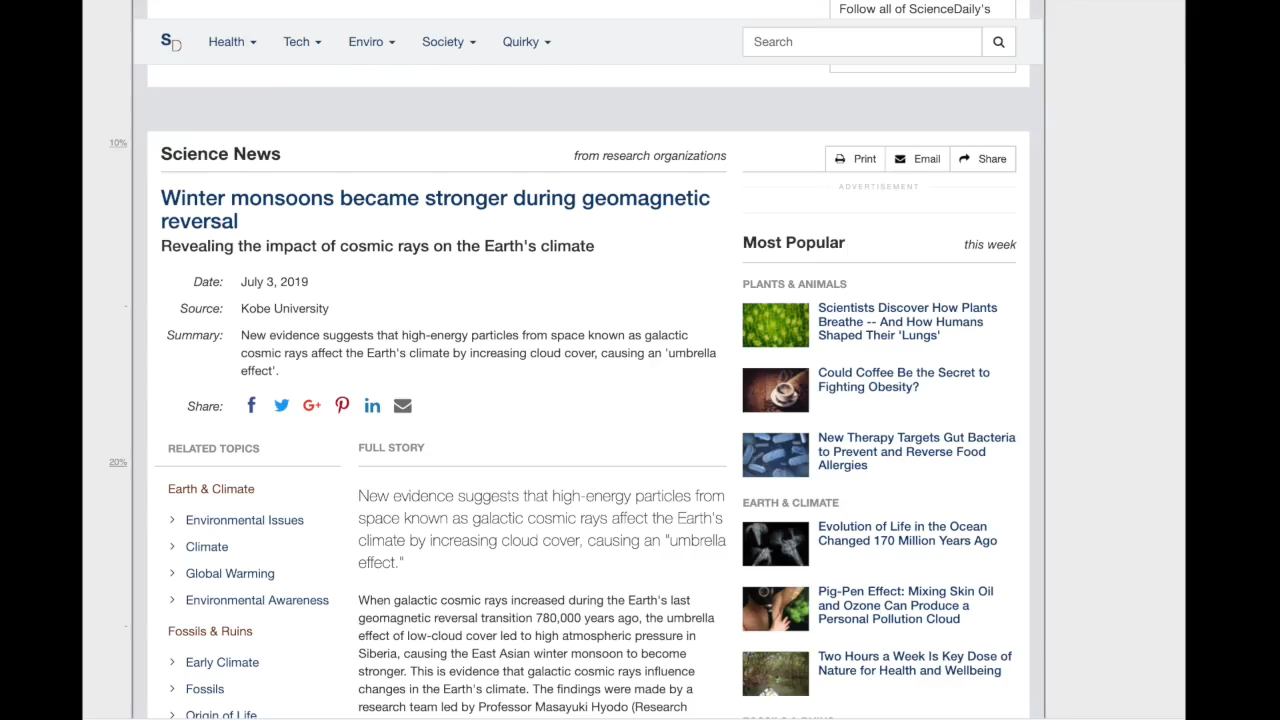 Follow all of ScienceDaily's
SD Health Tech Enviro Society Quirky Search
10%
Science News from research organizations
Print Email Share
ADVERTISEMENT
Winter monsoons became stronger during geomagnetic
reversal
Revealing the impact of cosmic rays on the Earth's climate
Date: July 3, 2019
Source: Kobe University
Summary: New evidence suggests that high-energy particles from space known as galactic
cosmic rays affect the Earth's climate by increasing cloud cover, causing an 'umbrella
effect'.
Share: f G+ in
20%
RELATED TOPICS
Earth & Climate
> Environmental Issues
> Climate
> Global Warming
> Environmental Awareness
Fossils & Ruins
> Early Climate
> Fossils
> Origin of Life
FULL STORY
New evidence suggests that high-energy particles from
space known as galactic cosmic rays affect the Earth's
climate by increasing cloud cover, causing an "umbrella
effect."
When galactic cosmic rays increased during the Earth's last
geomagnetic reversal transition 780,000 years ago, the umbrella
effect of low-cloud cover led to high atmospheric pressure in
Siberia, causing the East Asian winter monsoon to become
stronger. This is evidence that galactic cosmic rays influence
changes in the Earth's climate. The findings were made by a
research team led by Professor Masayuki Hyodo (Research
Most Popular this week
PLANTS & ANIMALS
Scientists Discover How Plants
Breathe -- And How Humans
Shaped Their 'Lungs'
Could Coffee Be the Secret to
Fighting Obesity?
New Therapy Targets Gut Bacteria
to Prevent and Reverse Food
Allergies
EARTH & CLIMATE
Evolution of Life in the Ocean
Changed 170 Million Years Ago
Pig-Pen Effect: Mixing Skin Oil
and Ozone Can Produce a
Personal Pollution Cloud
Two Hours a Week Is Key Dose of
Nature for Health and Wellbeing
FOSSILS & RUINS